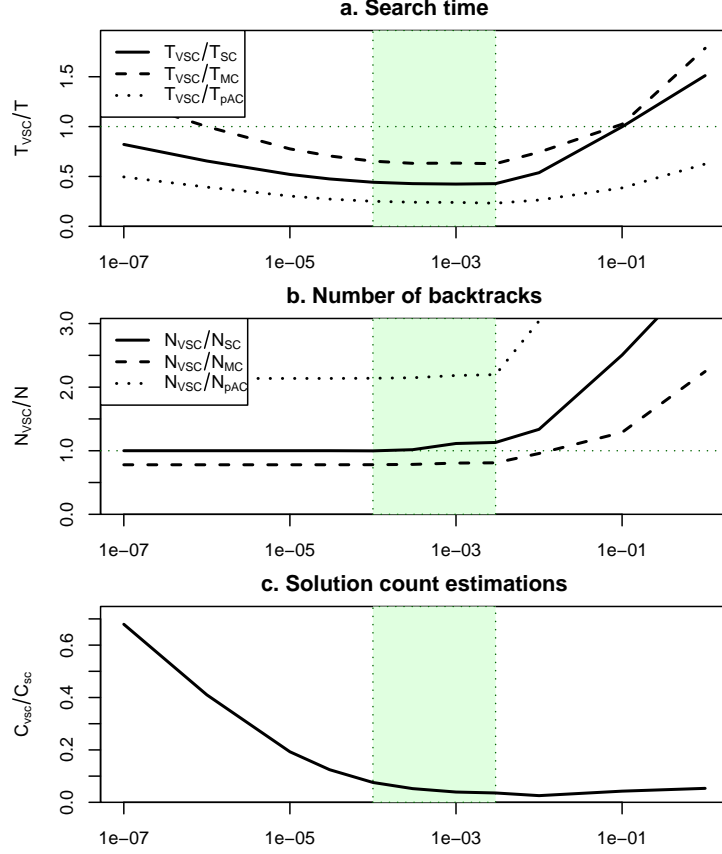 a. Search time
T_VSC/T_SC
T_VSC/T_MC
T_VSC/T_pAC
T_VSC/T
0.0 0.5 1.0 1.5
1e−07 1e−05 1e−03 1e−01
b. Number of backtracks
N_VSC/N_SC
N_VSC/N_MC
N_VSC/N_pAC
N_VSC/N
0.0 1.0 2.0 3.0
1e−07 1e−05 1e−03 1e−01
c. Solution count estimations
C_vsc/C_sc
0.0 0.2 0.4 0.6
1e−07 1e−05 1e−03 1e−01